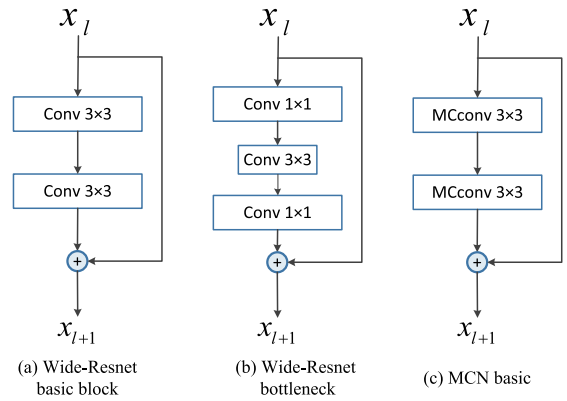 x_l
Conv 3×3
Conv 3×3
+
x_{l+1}
(a) Wide-Resnet
basic block
x_l
Conv 1×1
Conv 3×3
Conv 1×1
+
x_{l+1}
(b) Wide-Resnet
bottleneck
x_l
MCconv 3×3
MCconv 3×3
+
x_{l+1}
(c) MCN basic